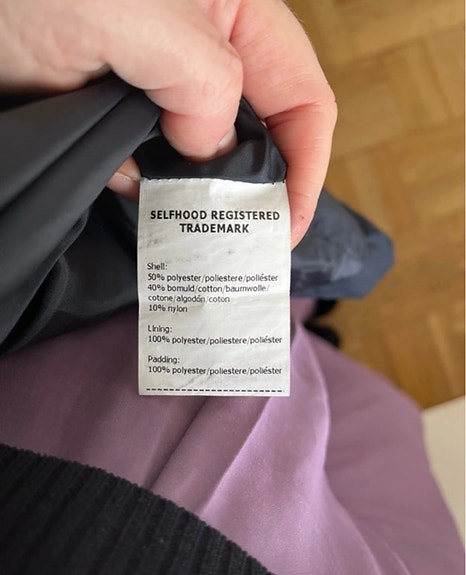 SELFHOOD REGISTERED
TRADEMARK
Shell:
50% polyester/poliestere/poliéster
40% bomuld/cotton/baumwolle/
cotone/algodón/coton
10% nylon
Lining:
100% polyester/poliestere/poliéster
Padding:
100% polyester/poliestere/poliéster